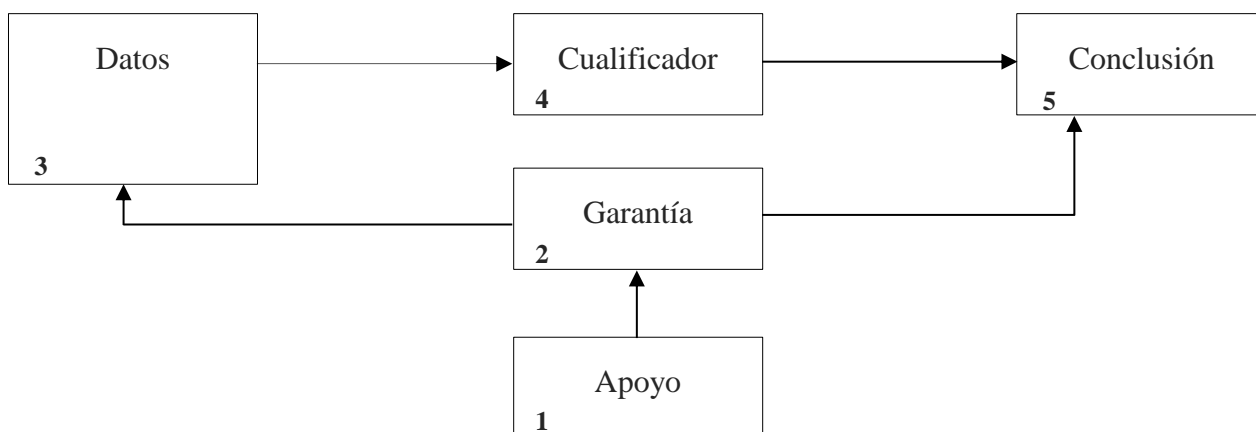 Datos
Cualificador
Conclusión
4
5
3
Garantía
2
Apoyo
1